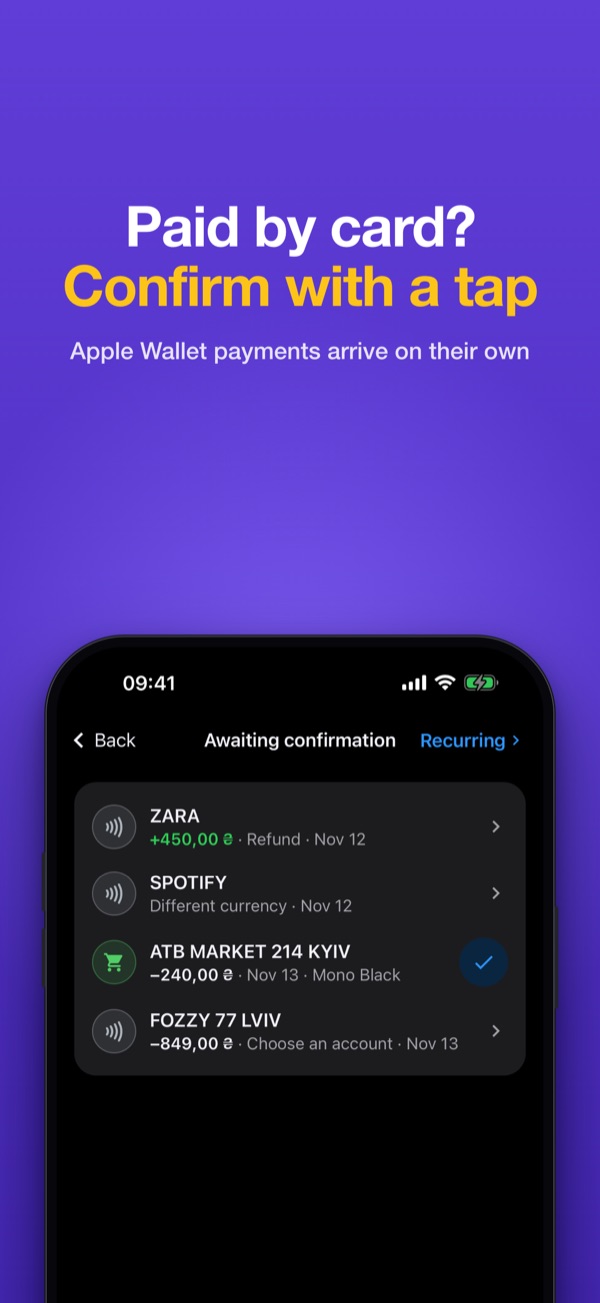 Paid by card?
Confirm with a tap
Apple Wallet payments arrive on their own
09:41
Back Awaiting confirmation Recurring
ZARA
+450,00 ₴ · Refund · Nov 12
SPOTIFY
Different currency · Nov 12
ATB MARKET 214 KYIV
−240,00 ₴ · Nov 13 · Mono Black
FOZZY 77 LVIV
−849,00 ₴ · Choose an account · Nov 13